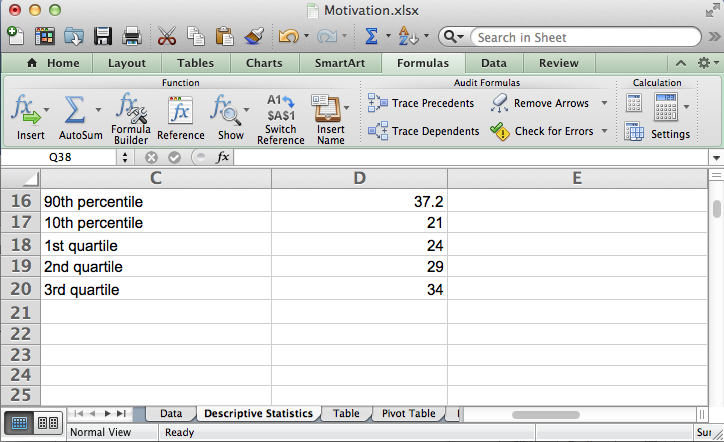 Motivation.xlsx
Search in Sheet
Home Layout Tables Charts SmartArt Formulas Data Review
Function Audit Formulas Calculation
fx Σ fx fx A1 $A$1 fx
Trace Precedents Remove Arrows
Trace Dependents Check for Errors
Insert AutoSum Formula Builder Reference Show Switch Reference Insert Name Settings
Q38 fx
C D E
16 90th percentile 37.2
17 10th percentile 21
18 1st quartile 24
19 2nd quartile 29
20 3rd quartile 34
21
22
23
24
25
Data Descriptive Statistics Table Pivot Table
Normal View Ready